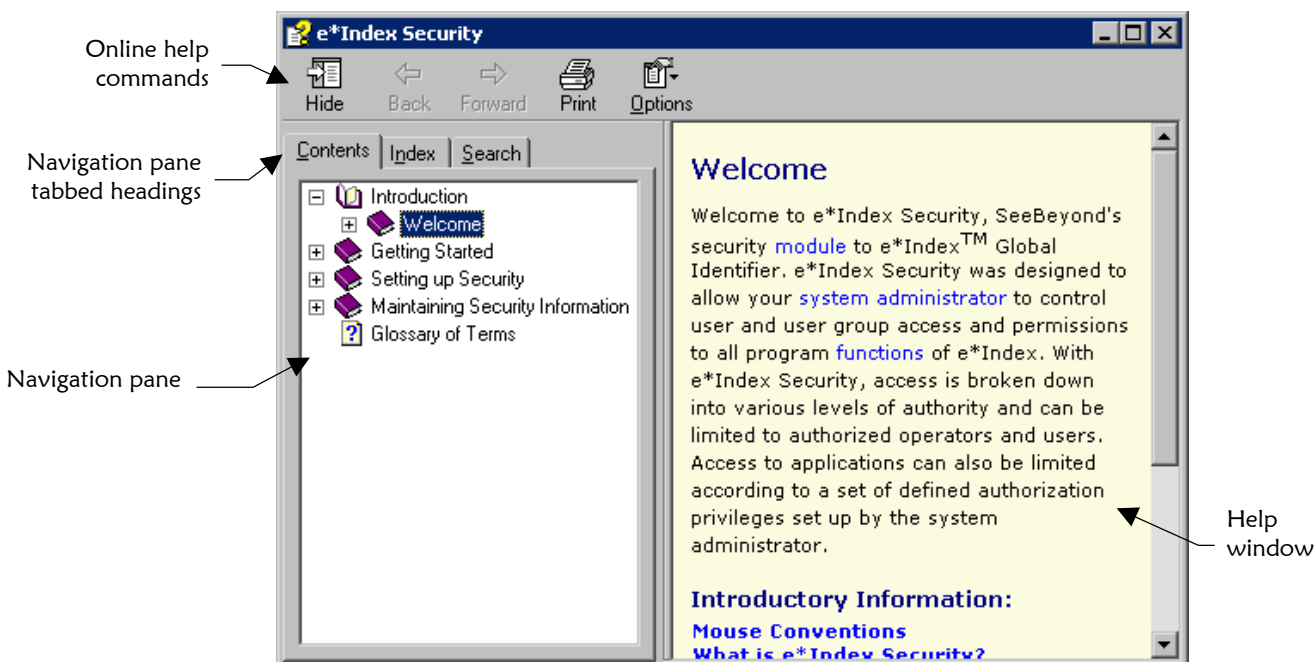 e*Index Security
Online help
commands
Hide
Back
Forward
Print
Options
Navigation pane
tabbed headings
Contents
Index
Search
Introduction
Welcome
Getting Started
Setting up Security
Maintaining Security Information
Glossary of Terms
Navigation pane
Welcome
Welcome to e*Index Security, SeeBeyond's
security module to e*Index™ Global
Identifier. e*Index Security was designed to
allow your system administrator to control
user and user group access and permissions
to all program functions of e*Index. With
e*Index Security, access is broken down
into various levels of authority and can be
limited to authorized operators and users.
Access to applications can also be limited
according to a set of defined authorization
privileges set up by the system
administrator.
Introductory Information:
Mouse Conventions
What is e*Index Security?
Help
window